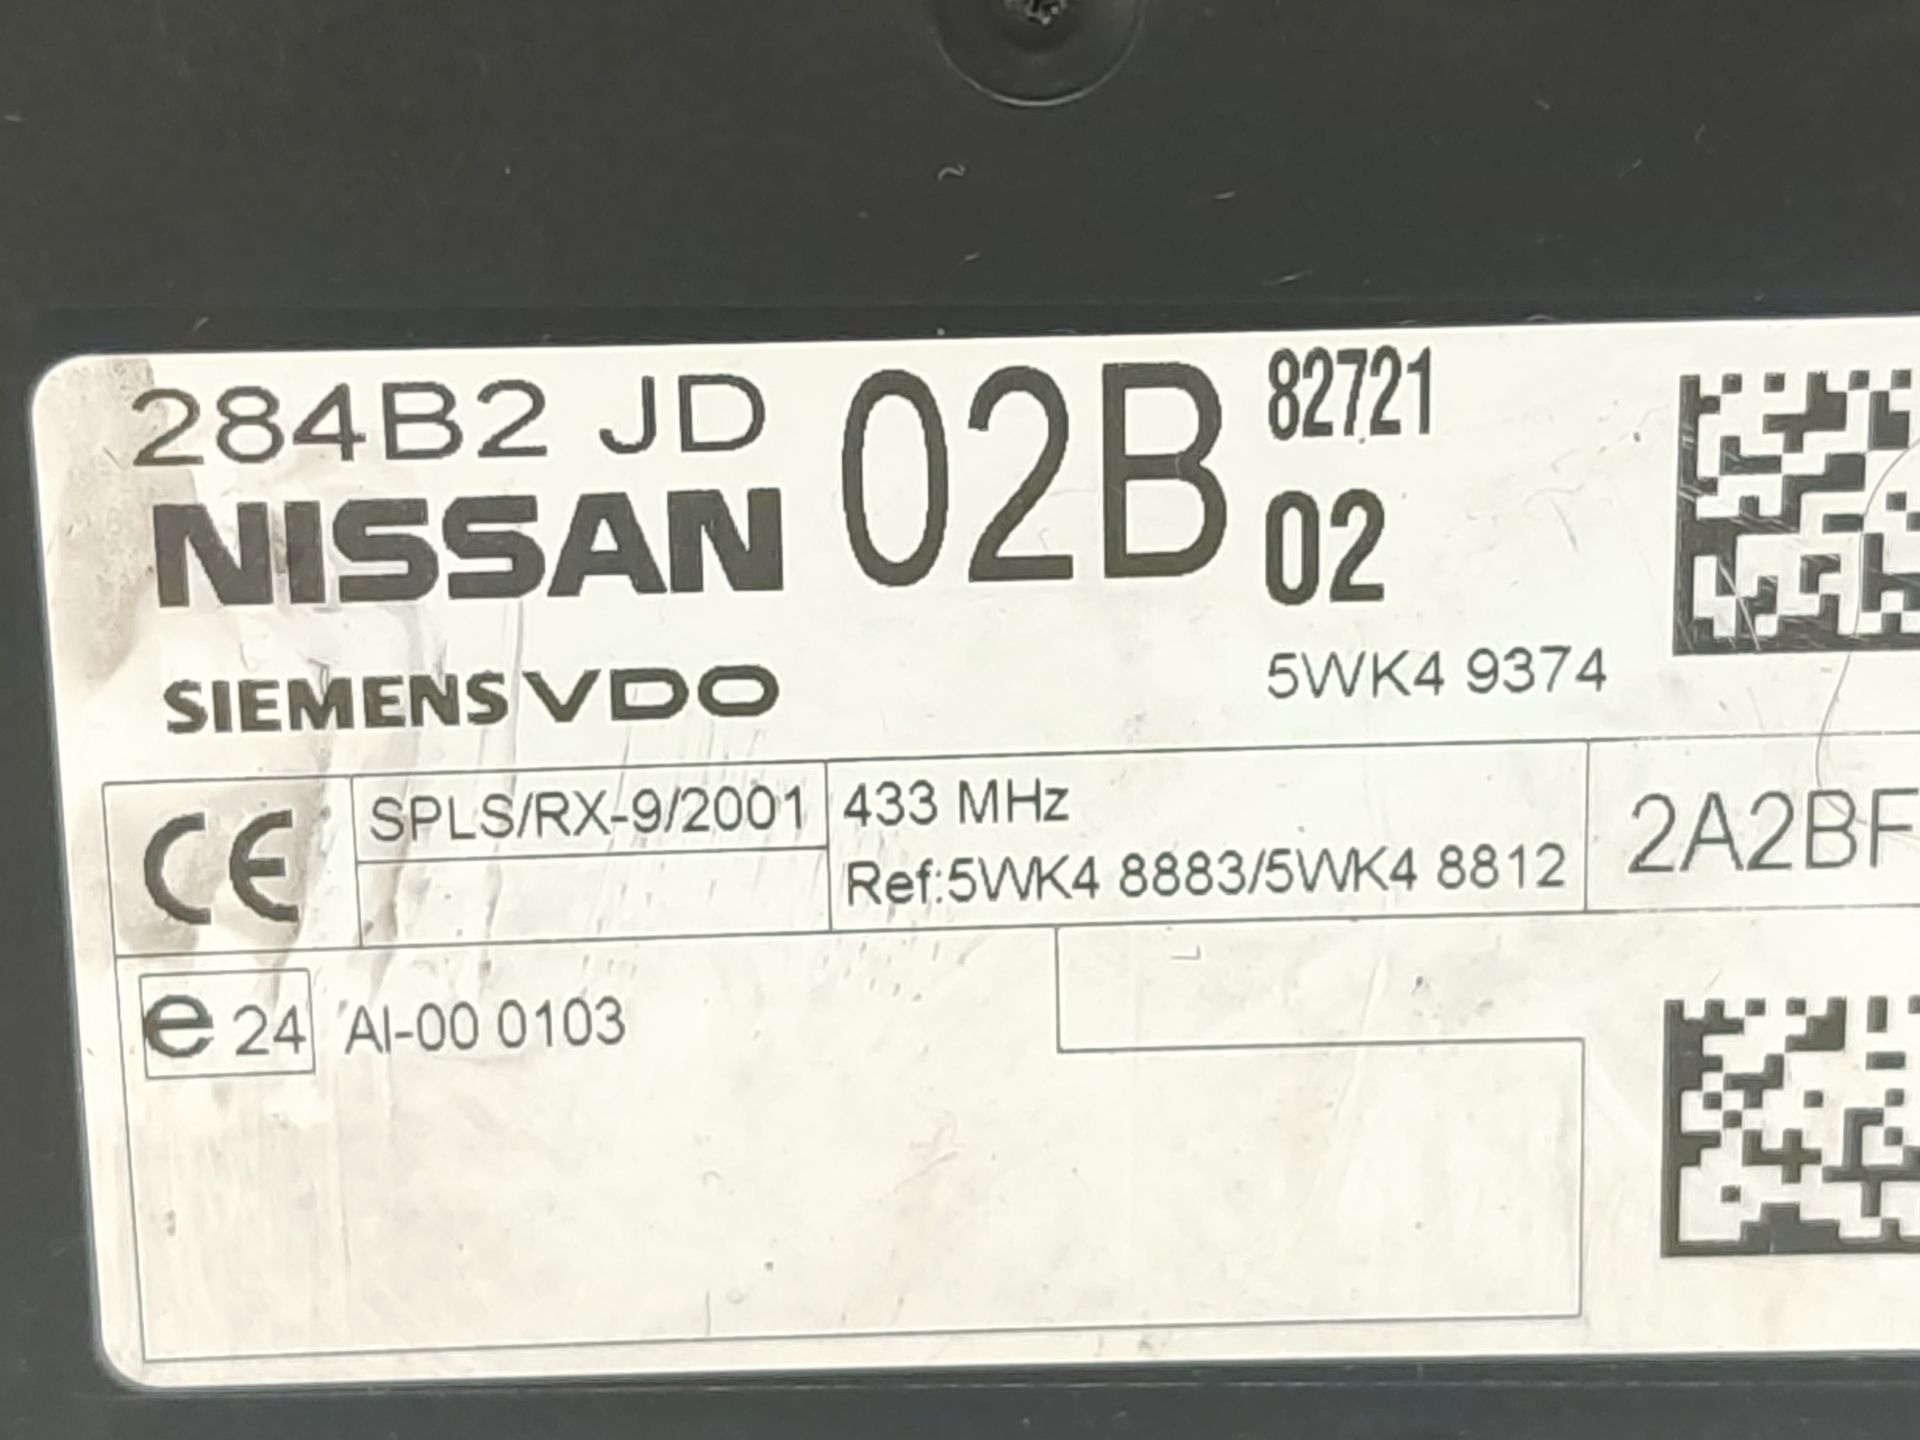 284B2 JD 02B 82721
NISSAN 02
SIEMENS VDO 5WK4 9374
CE SPLS/RX-9/2001 433 MHz 2A2BF
Ref:5WK4 8883/5WK4 8812
e 24 AI-00 0103